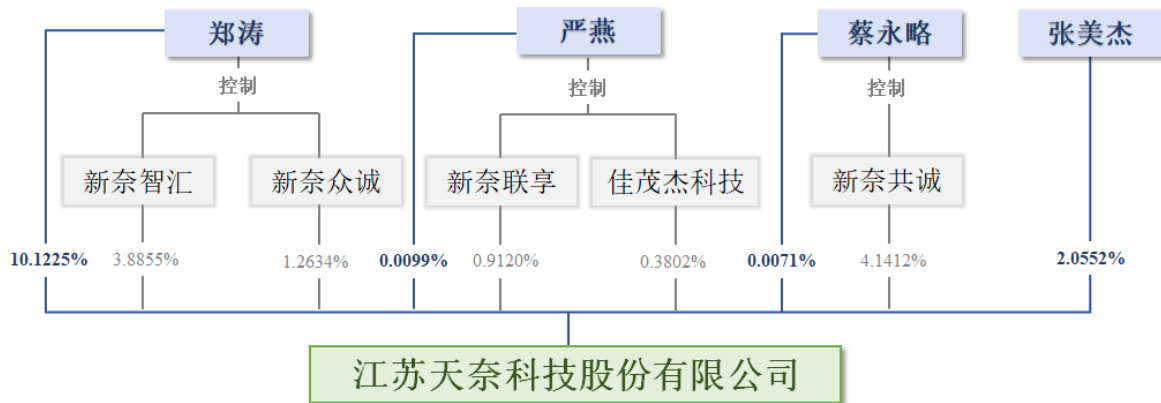 郑涛
严燕
蔡永略
张美杰
控制
控制
控制
新奈智汇
新奈众诚
新奈联享
佳茂杰科技
新奈共诚
10.1225%
3.8855%
1.2634%
0.0099%
0.9120%
0.3802%
0.0071%
4.1412%
2.0552%
江苏天奈科技股份有限公司